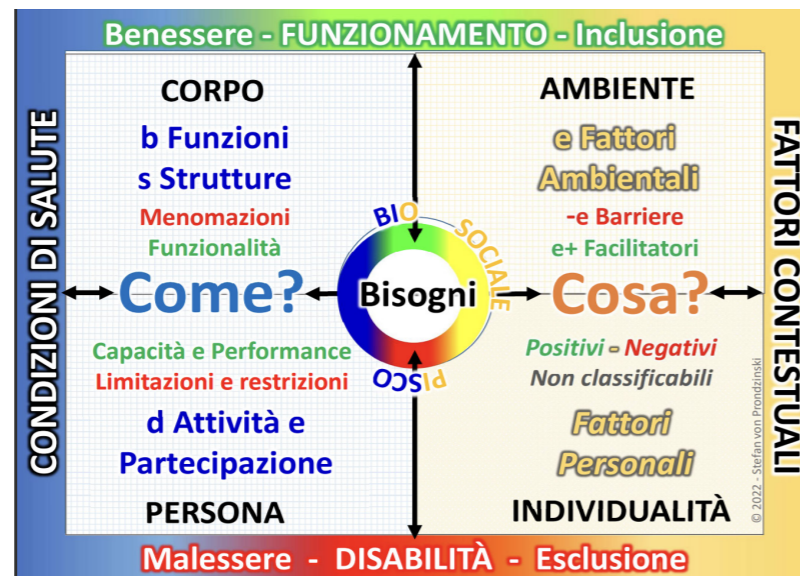 Benessere - FUNZIONAMENTO - Inclusione
CONDIZIONI DI SALUTE
CORPO
b Funzioni
s Strutture
Menomazioni
Funzionalità
Come?
Capacità e Performance
Limitazioni e restrizioni
d Attività e
Partecipazione
PERSONA
BIO
SOCIALE
Bisogni
PISCO
AMBIENTE
e Fattori
Ambientali
-e Barriere
e+ Facilitatori
Cosa?
Positivi - Negativi
Non classificabili
Fattori
Personali
INDIVIDUALITÀ
© 2022 - Stefan von Prondzinski
FATTORI CONTESTUALI
Malessere - DISABILITÀ - Esclusione